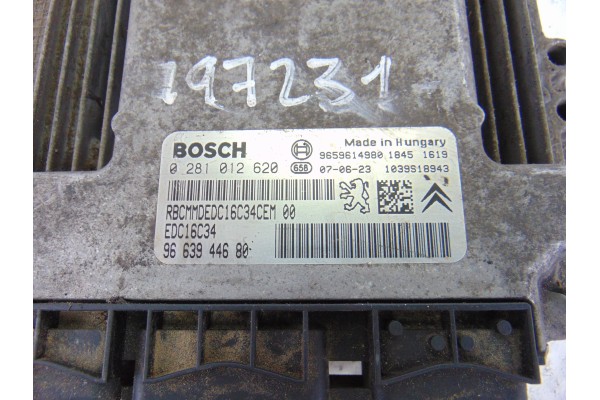 197231
BOSCH
Made in Hungary
9659614980 1845 1619
0 281 012 620 658 07-06-23 1039S18943
RBCMMDEDC16C34CEM 00
EDC16C34
96 639 446 80